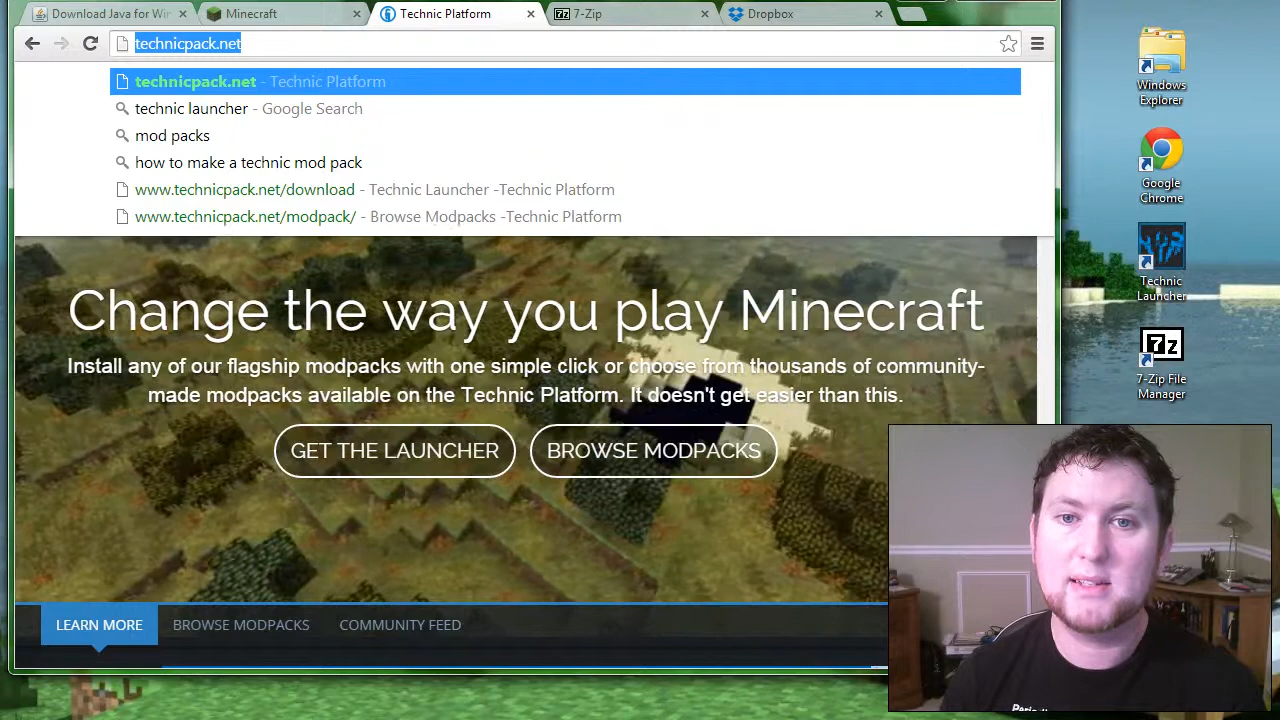 Download Java for Wi
Minecraft
Technic Platform
7-Zip
Dropbox
technicpack.net
technicpack.net - Technic Platform
technic launcher - Google Search
mod packs
how to make a technic mod pack
www.technicpack.net/download - Technic Launcher -Technic Platform
www.technicpack.net/modpack/ - Browse Modpacks -Technic Platform
Change the way you play Minecraft
Install any of our flagship modpacks with one simple click or choose from thousands of community-
made modpacks available on the Technic Platform. It doesn't get easier than this.
GET THE LAUNCHER
BROWSE MODPACKS
LEARN MORE
BROWSE MODPACKS
COMMUNITY FEED
Windows
Explorer
Google
Chrome
Technic
Launcher
7z
7-Zip File
Manager